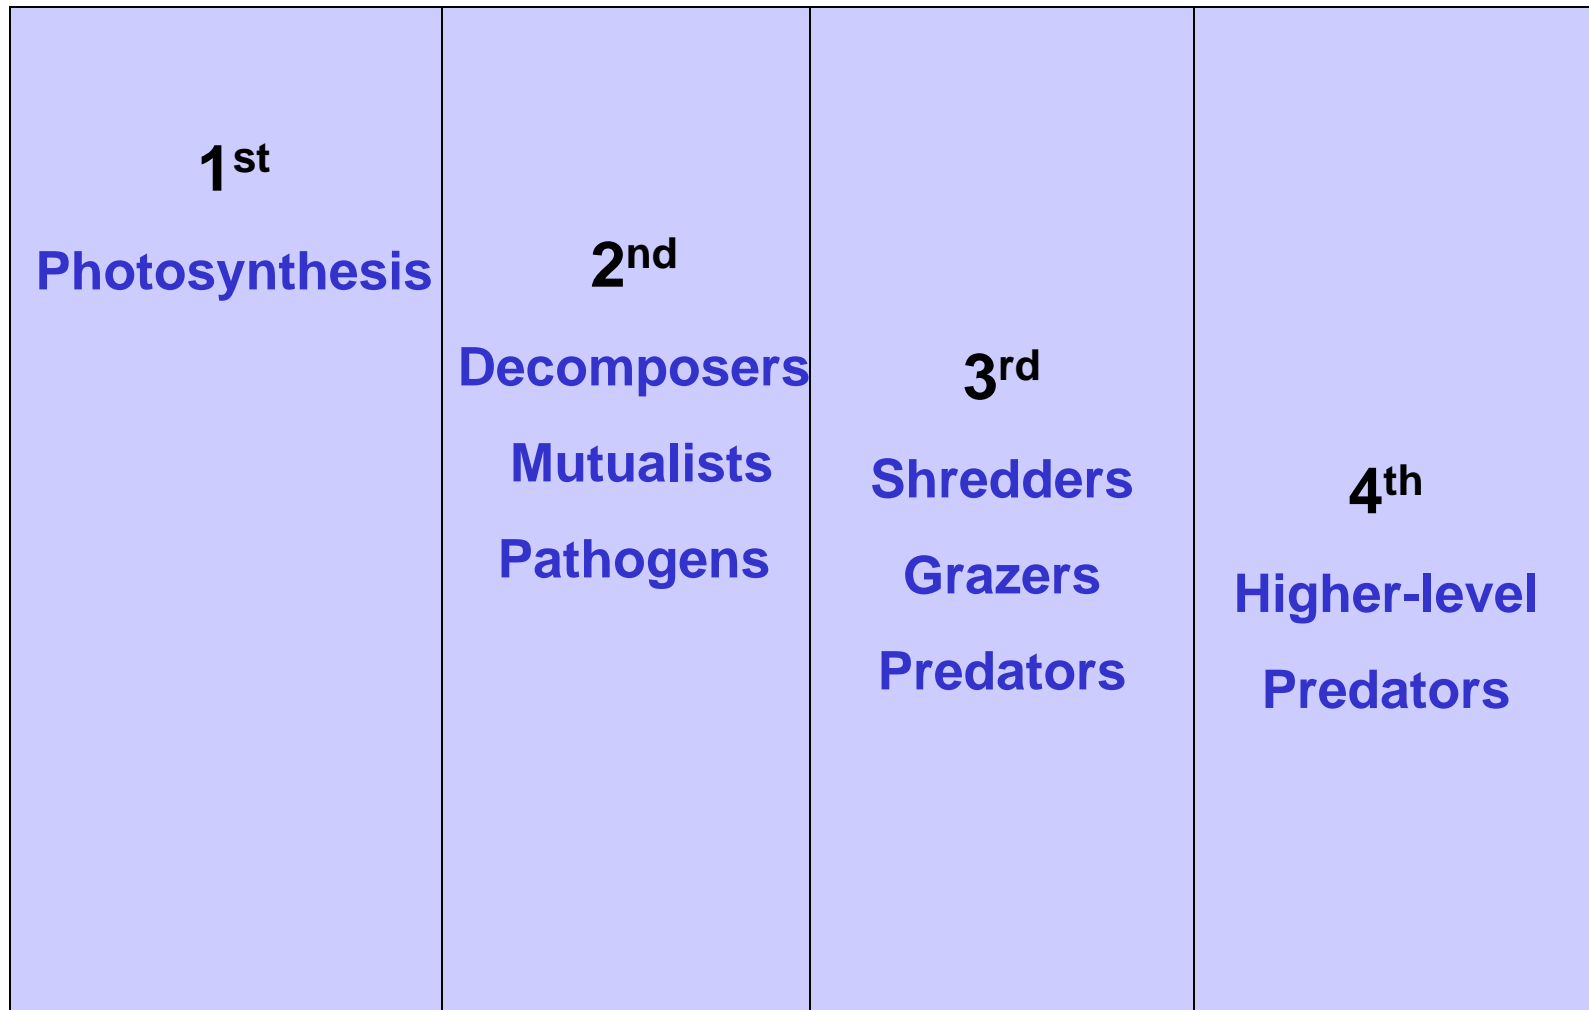 1st
Photosynthesis
2nd
Decomposers
Mutualists
Pathogens
3rd
Shredders
Grazers
Predators
4th
Higher-level
Predators